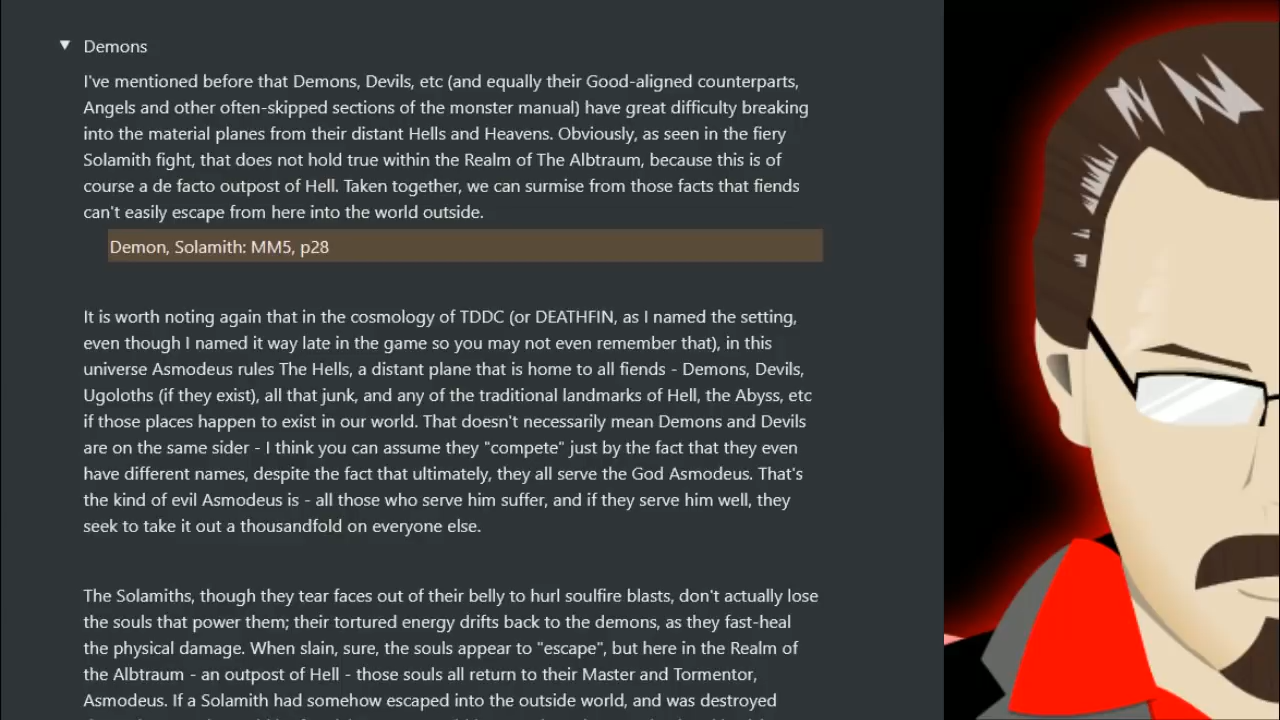 Demons
I've mentioned before that Demons, Devils, etc (and equally their Good-aligned counterparts,
Angels and other often-skipped sections of the monster manual) have great difficulty breaking
into the material planes from their distant Hells and Heavens. Obviously, as seen in the fiery
Solamith fight, that does not hold true within the Realm of The Albtraum, because this is of
course a de facto outpost of Hell. Taken together, we can surmise from those facts that fiends
can't easily escape from here into the world outside.
Demon, Solamith: MM5, p28
It is worth noting again that in the cosmology of TDDC (or DEATHFIN, as I named the setting,
even though I named it way late in the game so you may not even remember that), in this
universe Asmodeus rules The Hells, a distant plane that is home to all fiends - Demons, Devils,
Ugoloths (if they exist), all that junk, and any of the traditional landmarks of Hell, the Abyss, etc
if those places happen to exist in our world. That doesn't necessarily mean Demons and Devils
are on the same sider - I think you can assume they "compete" just by the fact that they even
have different names, despite the fact that ultimately, they all serve the God Asmodeus. That's
the kind of evil Asmodeus is - all those who serve him suffer, and if they serve him well, they
seek to take it out a thousandfold on everyone else.
The Solamiths, though they tear faces out of their belly to hurl soulfire blasts, don't actually lose
the souls that power them; their tortured energy drifts back to the demons, as they fast-heal
the physical damage. When slain, sure, the souls appear to "escape", but here in the Realm of
the Albtraum - an outpost of Hell - those souls all return to their Master and Tormentor,
Asmodeus. If a Solamith had somehow escaped into the outside world, and was destroyed